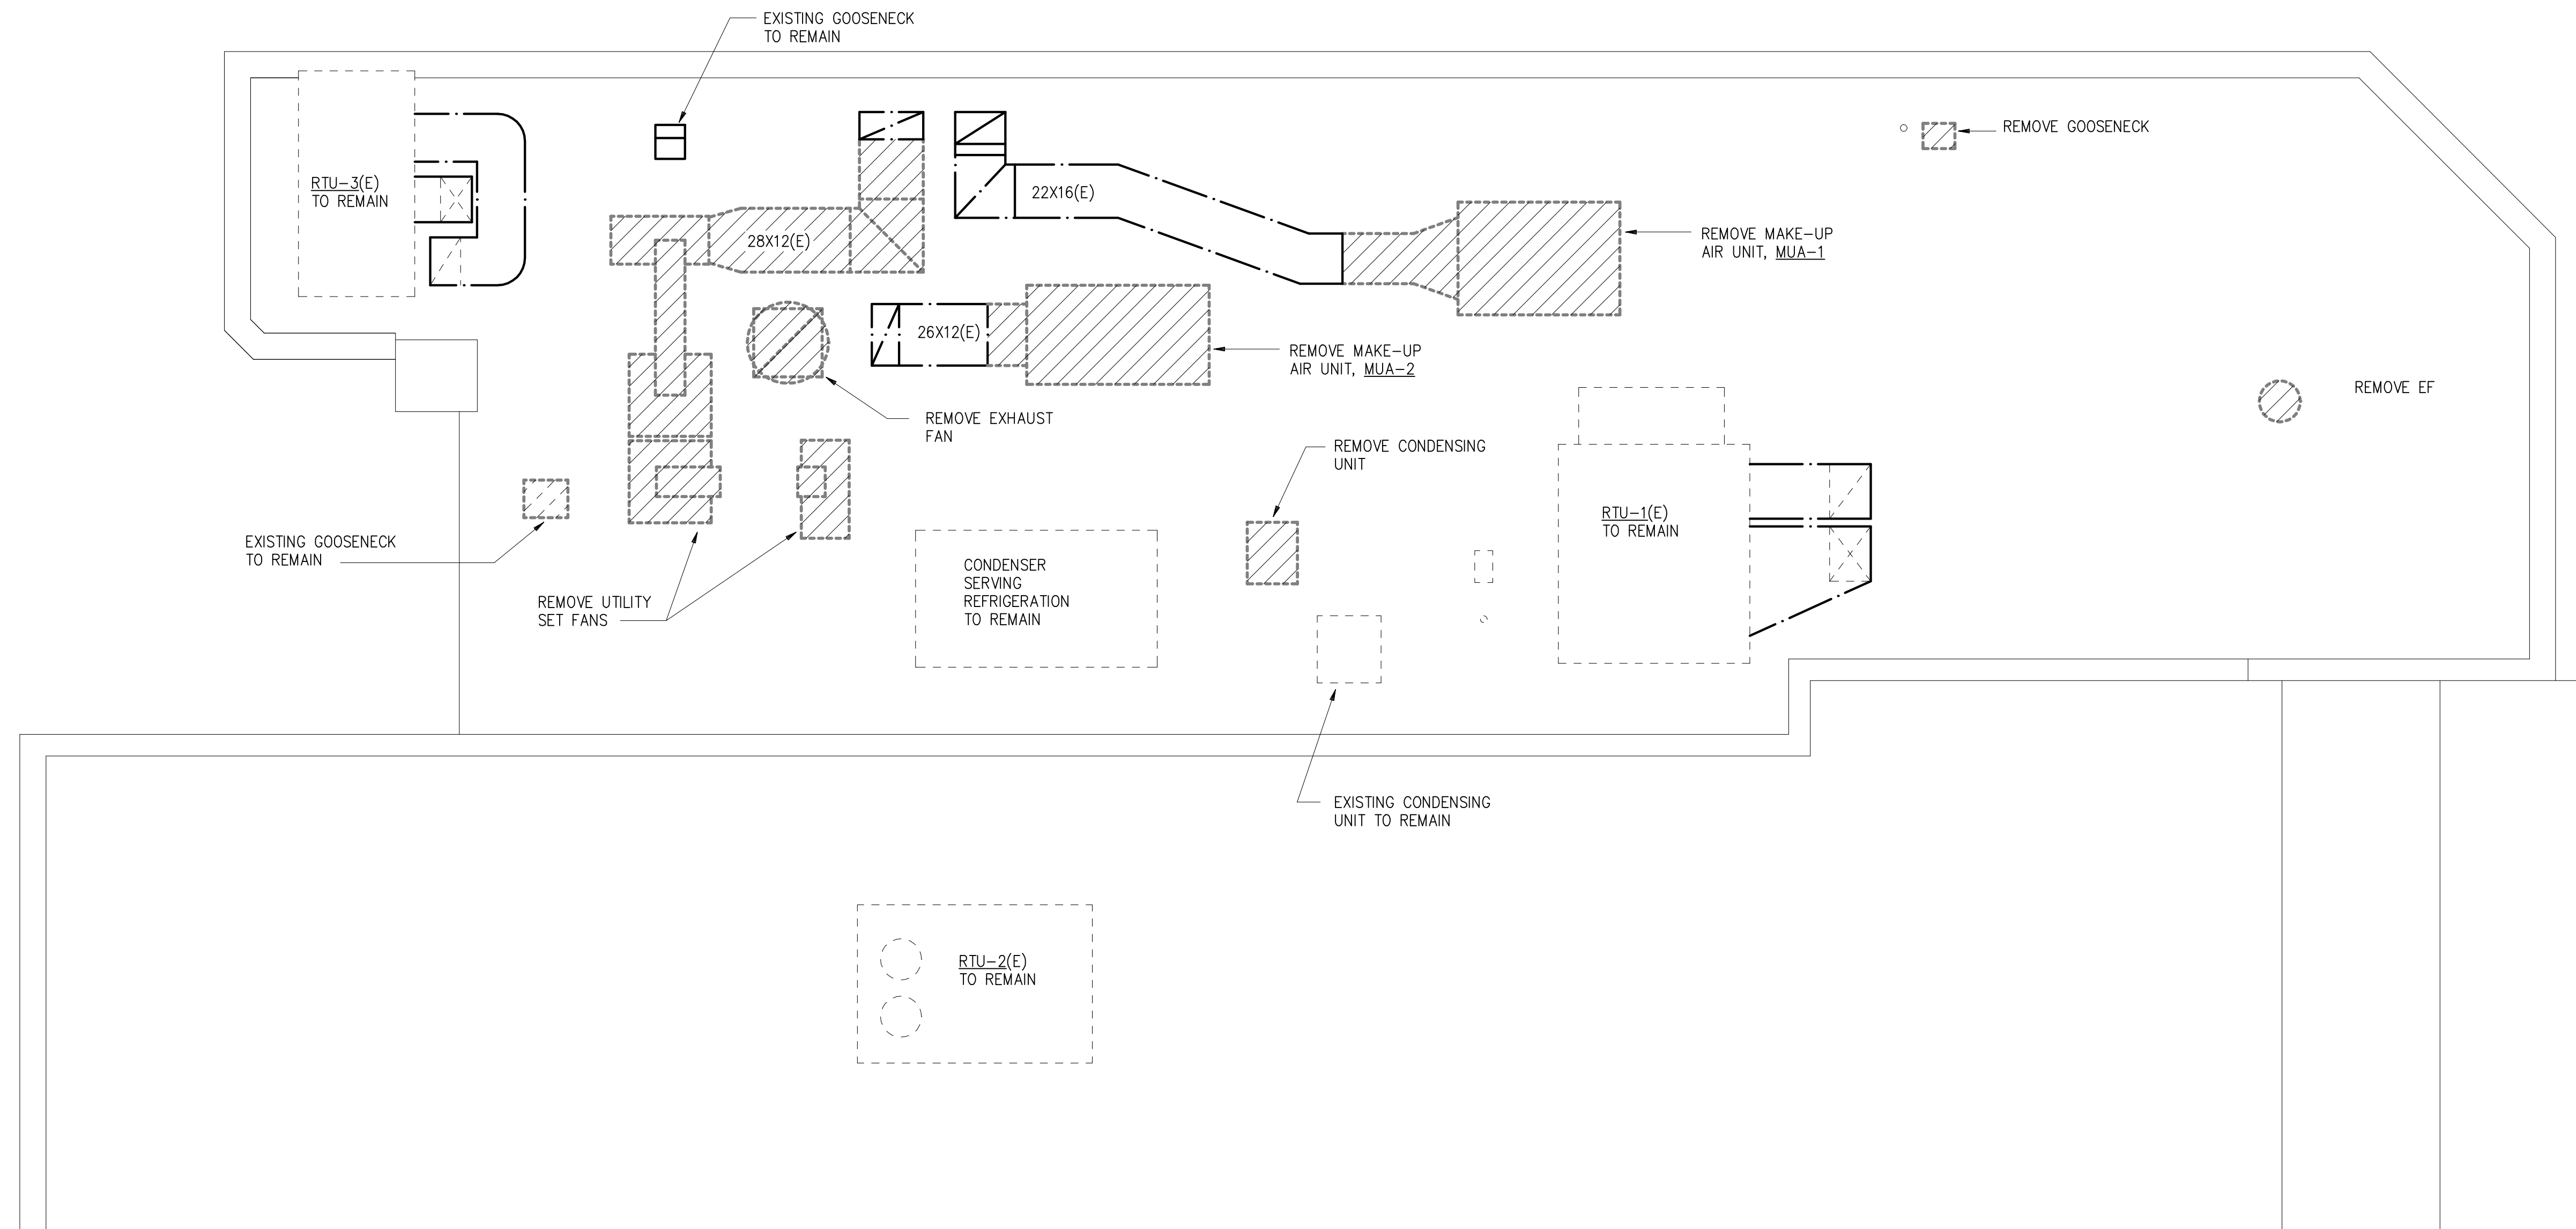 EXISTING GOOSENECK
TO REMAIN
REMOVE GOOSENECK
RTU-3(E)
TO REMAIN
22X16(E)
28X12(E)
REMOVE MAKE-UP
AIR UNIT, MUA-1
26X12(E)
REMOVE MAKE-UP
AIR UNIT, MUA-2
REMOVE EF
REMOVE EXHAUST
FAN
REMOVE CONDENSING
UNIT
RTU-1(E)
TO REMAIN
EXISTING GOOSENECK
TO REMAIN
CONDENSER
SERVING
REFRIGERATION
TO REMAIN
REMOVE UTILITY
SET FANS
EXISTING CONDENSING
UNIT TO REMAIN
RTU-2(E)
TO REMAIN